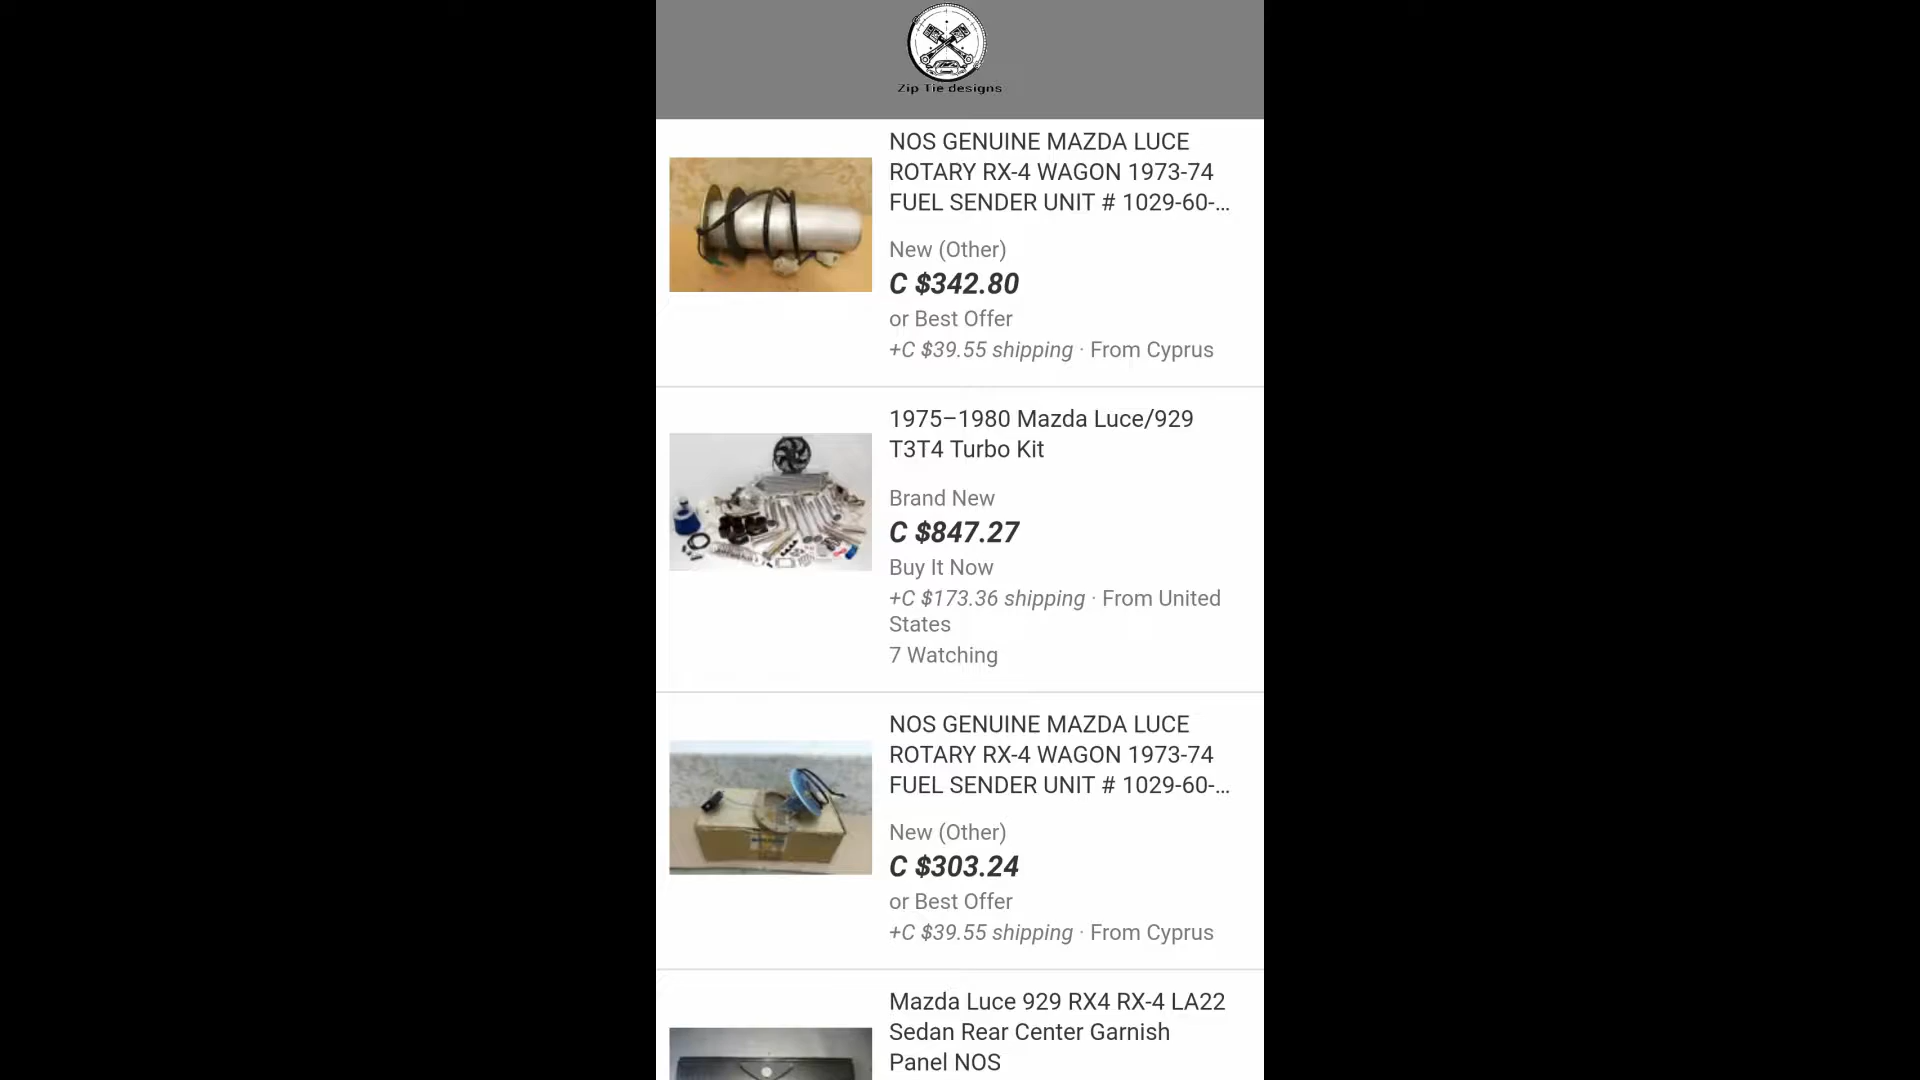 Zip Tie designs
NOS GENUINE MAZDA LUCE
ROTARY RX-4 WAGON 1973-74
FUEL SENDER UNIT # 1029-60-...
New (Other)
C $342.80
or Best Offer
+C $39.55 shipping · From Cyprus
1975–1980 Mazda Luce/929
T3T4 Turbo Kit
Brand New
C $847.27
Buy It Now
+C $173.36 shipping · From United
States
7 Watching
NOS GENUINE MAZDA LUCE
ROTARY RX-4 WAGON 1973-74
FUEL SENDER UNIT # 1029-60-...
New (Other)
C $303.24
or Best Offer
+C $39.55 shipping · From Cyprus
Mazda Luce 929 RX4 RX-4 LA22
Sedan Rear Center Garnish
Panel NOS